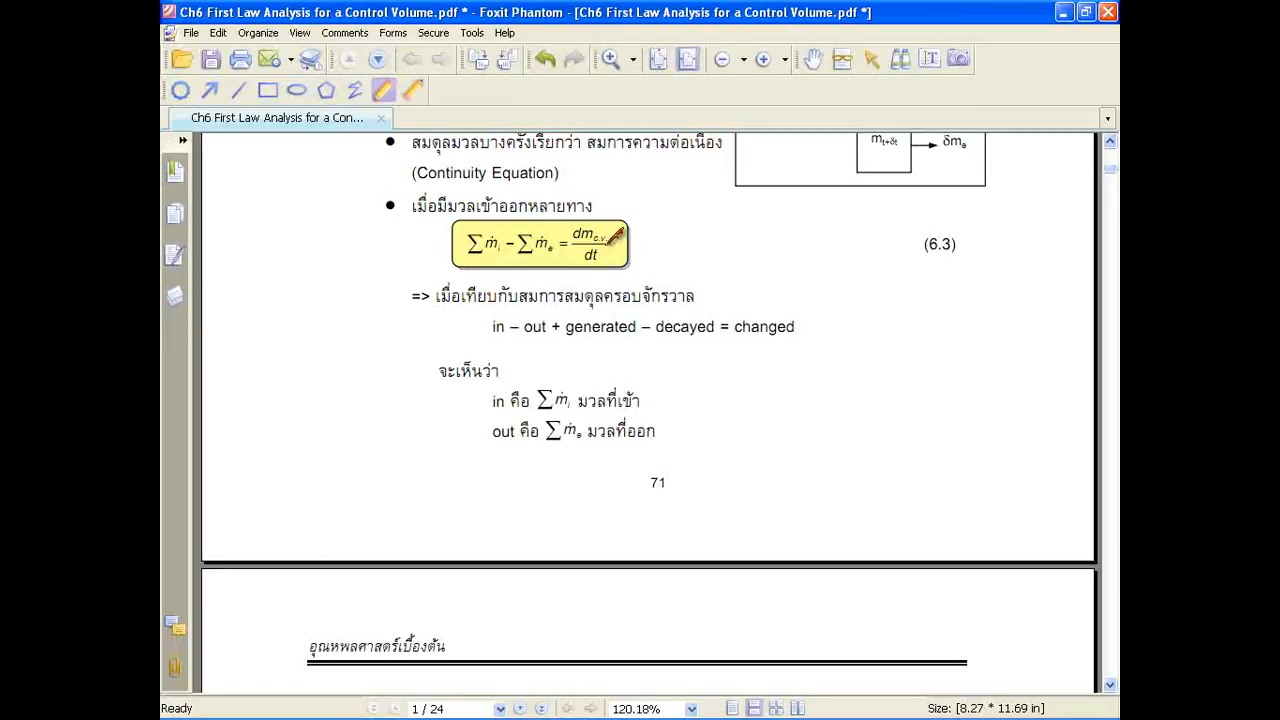 Ch6 First Law Analysis for a Control Volume.pdf * - Foxit Phantom - [Ch6 First Law Analysis for a Control Volume.pdf *]
File Edit Organize View Comments Forms Secure Tools Help
Ch6 First Law Analysis for a Con...
● สมดุลมวลบางครั้งเรียกว่า สมการความต่อเนื่อง
(Continuity Equation)
m t+δt
δmₑ
● เมื่อมีมวลเข้าออกหลายทาง
∑ṁᵢ − ∑ṁₑ = dm c.v. / dt
(6.3)
=> เมื่อเทียบกับสมการสมดุลครอบจักรวาล
in – out + generated – decayed = changed
จะเห็นว่า
in คือ ∑ṁᵢ มวลที่เข้า
out คือ ∑ṁₑ มวลที่ออก
71
อุณหพลศาสตร์เบื้องต้น
Ready
1 / 24
120.18%
Size: [8.27 * 11.69 in]